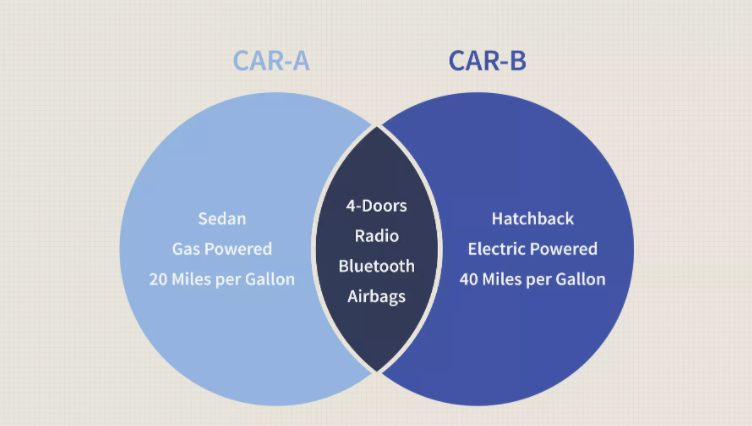 CAR-A
CAR-B
Sedan
Gas Powered
20 Miles per Gallon
4-Doors
Radio
Bluetooth
Airbags
Hatchback
Electric Powered
40 Miles per Gallon